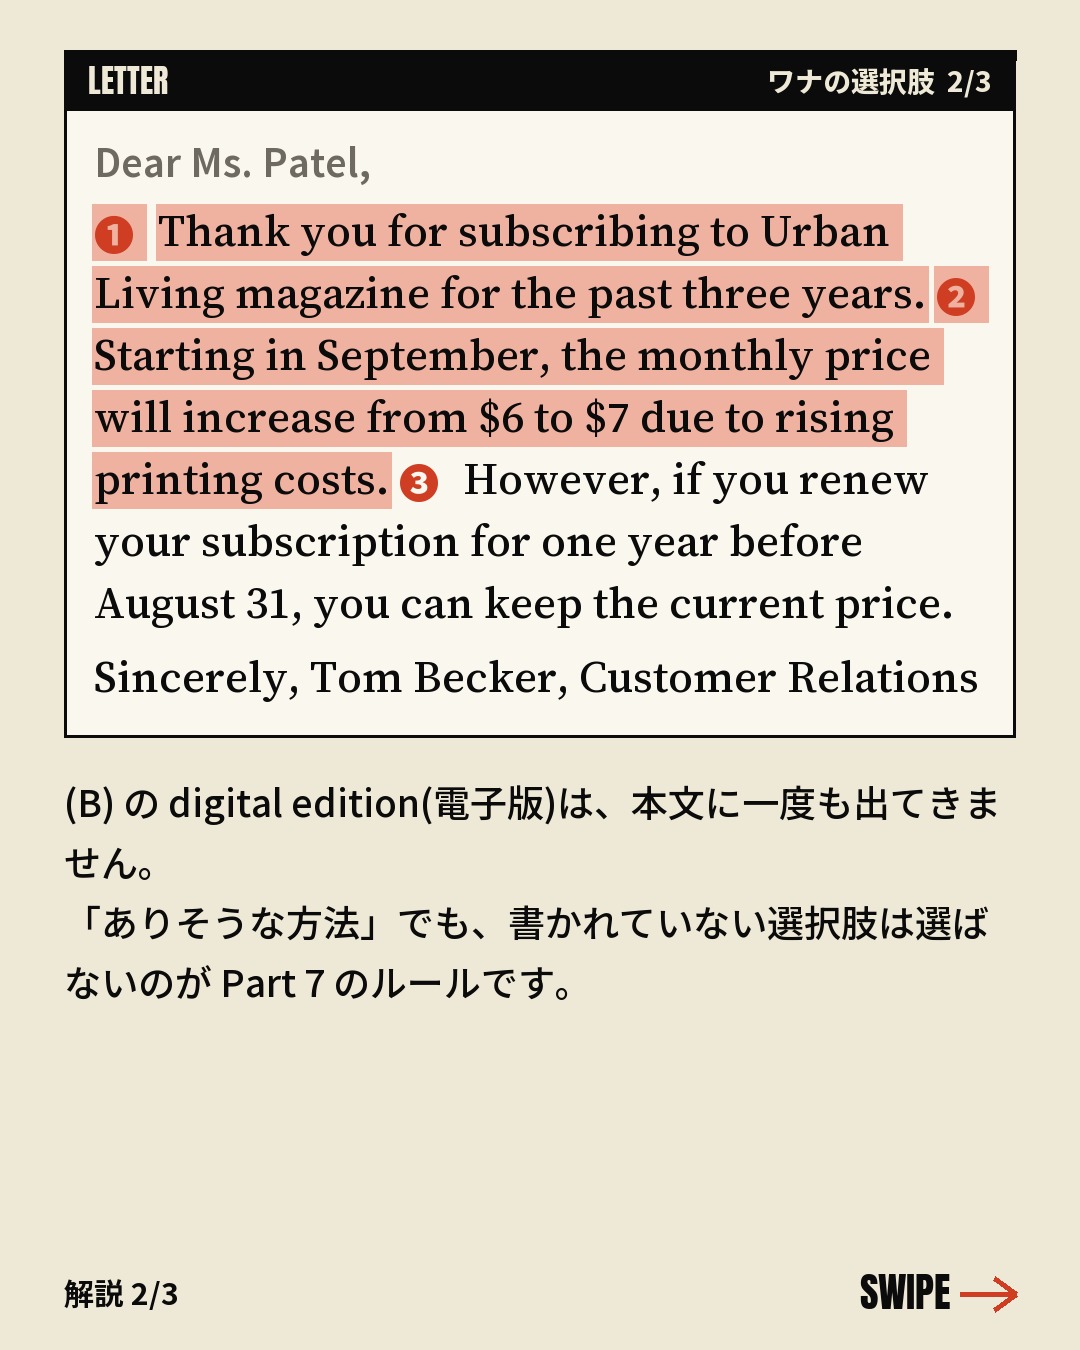 LETTER
ワナの選択肢 2/3
Dear Ms. Patel,
❶ Thank you for subscribing to Urban
Living magazine for the past three years. ❷
Starting in September, the monthly price
will increase from $6 to $7 due to rising
printing costs. ❸ However, if you renew
your subscription for one year before
August 31, you can keep the current price.
Sincerely, Tom Becker, Customer Relations
(B) の digital edition(電子版)は、本文に一度も出てきま
せん。
「ありそうな方法」でも、書かれていない選択肢は選ば
ないのが Part 7 のルールです。
解説 2/3
SWIPE